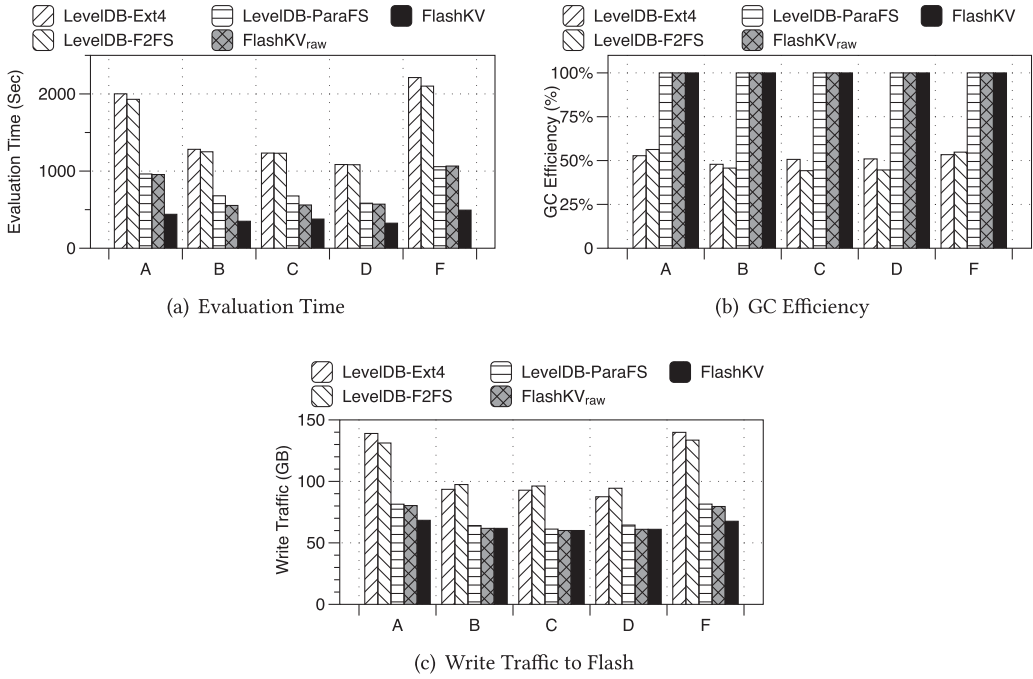 LevelDB-Ext4 LevelDB-ParaFS FlashKV
LevelDB-F2FS FlashKVraw
Evaluation Time (Sec)
2000
1000
0
A B C D F
(a) Evaluation Time
LevelDB-Ext4 LevelDB-ParaFS FlashKV
LevelDB-F2FS FlashKVraw
GC Efficiency (%)
100%
75%
50%
25%
0
A B C D F
(b) GC Efficiency
LevelDB-Ext4 LevelDB-ParaFS FlashKV
LevelDB-F2FS FlashKVraw
Write Traffic (GB)
150
100
50
0
A B C D F
(c) Write Traffic to Flash